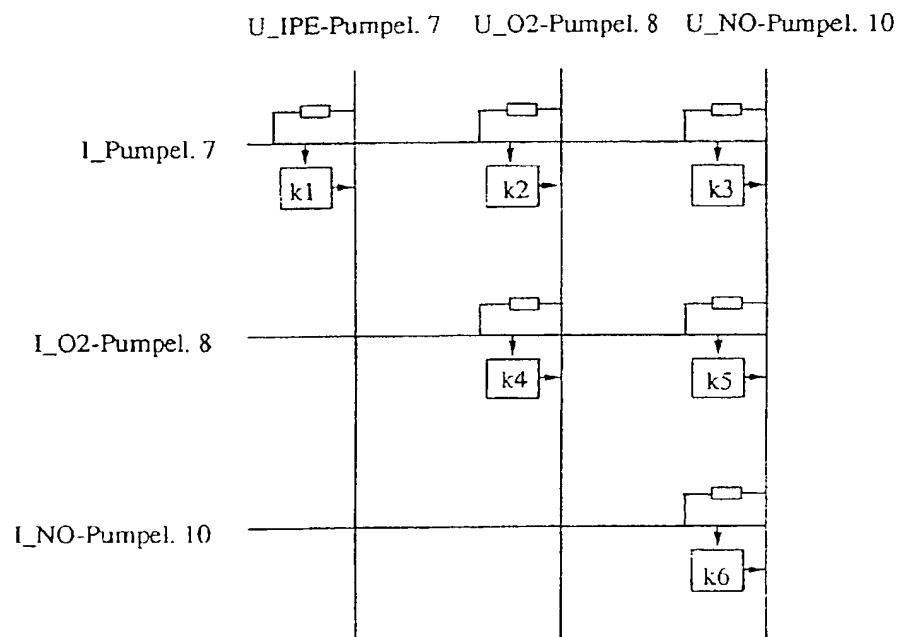 U_IPE-Pumpel. 7 U_O2-Pumpel. 8 U_NO-Pumpel. 10
I_Pumpel. 7
k1 k2 k3
I_O2-Pumpel. 8
k4 k5
I_NO-Pumpel. 10
k6